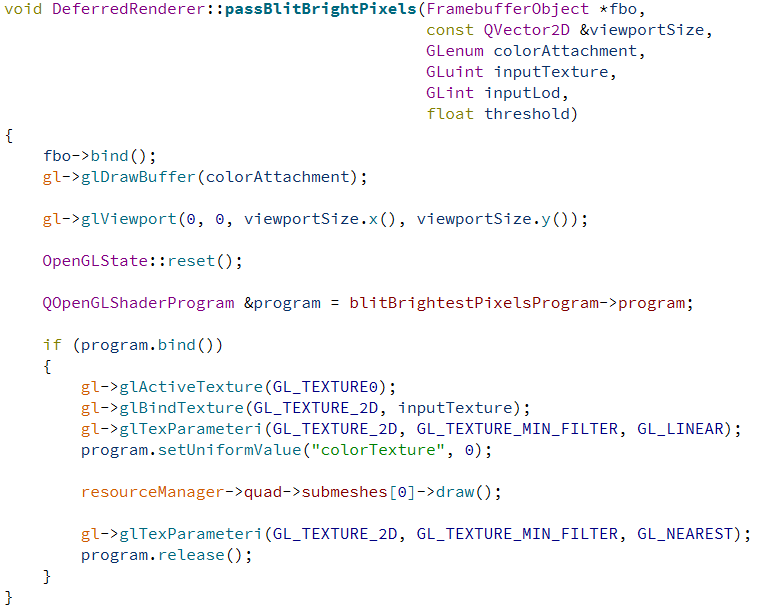 void DeferredRenderer::passBlitBrightPixels(FramebufferObject *fbo,
                                            const QVector2D &viewportSize,
                                            GLenum colorAttachment,
                                            GLuint inputTexture,
                                            GLint inputLod,
                                            float threshold)
{
    fbo->bind();
    gl->glDrawBuffer(colorAttachment);

    gl->glViewport(0, 0, viewportSize.x(), viewportSize.y());

    OpenGLState::reset();

    QOpenGLShaderProgram &program = blitBrightestPixelsProgram->program;

    if (program.bind())
    {
        gl->glActiveTexture(GL_TEXTURE0);
        gl->glBindTexture(GL_TEXTURE_2D, inputTexture);
        gl->glTexParameteri(GL_TEXTURE_2D, GL_TEXTURE_MIN_FILTER, GL_LINEAR);
        program.setUniformValue("colorTexture", 0);

        resourceManager->quad->submeshes[0]->draw();

        gl->glTexParameteri(GL_TEXTURE_2D, GL_TEXTURE_MIN_FILTER, GL_NEAREST);
        program.release();
    }
}